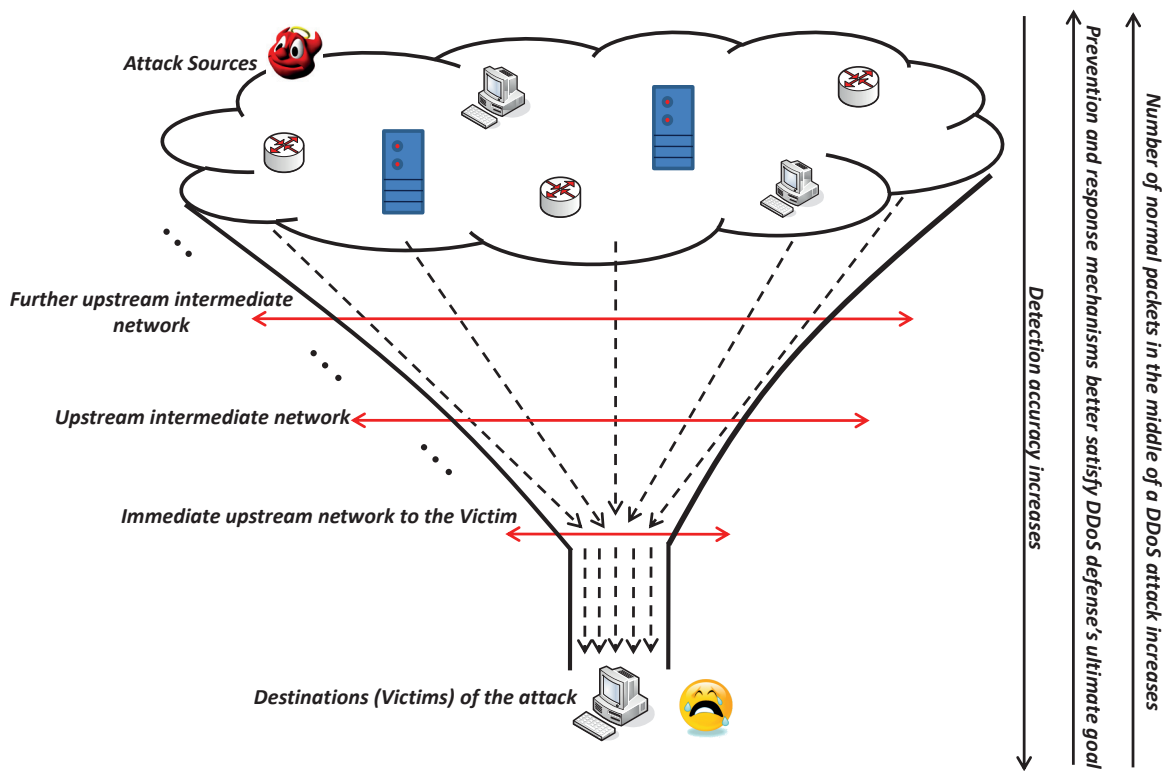 Attack Sources
Further upstream intermediate
network
Upstream intermediate network
Immediate upstream network to the Victim
Destinations (Victims) of the attack
Detection accuracy increases
Prevention and response mechanisms better satisfy DDoS defense's ultimate goal
Number of normal packets in the middle of a DDoS attack increases